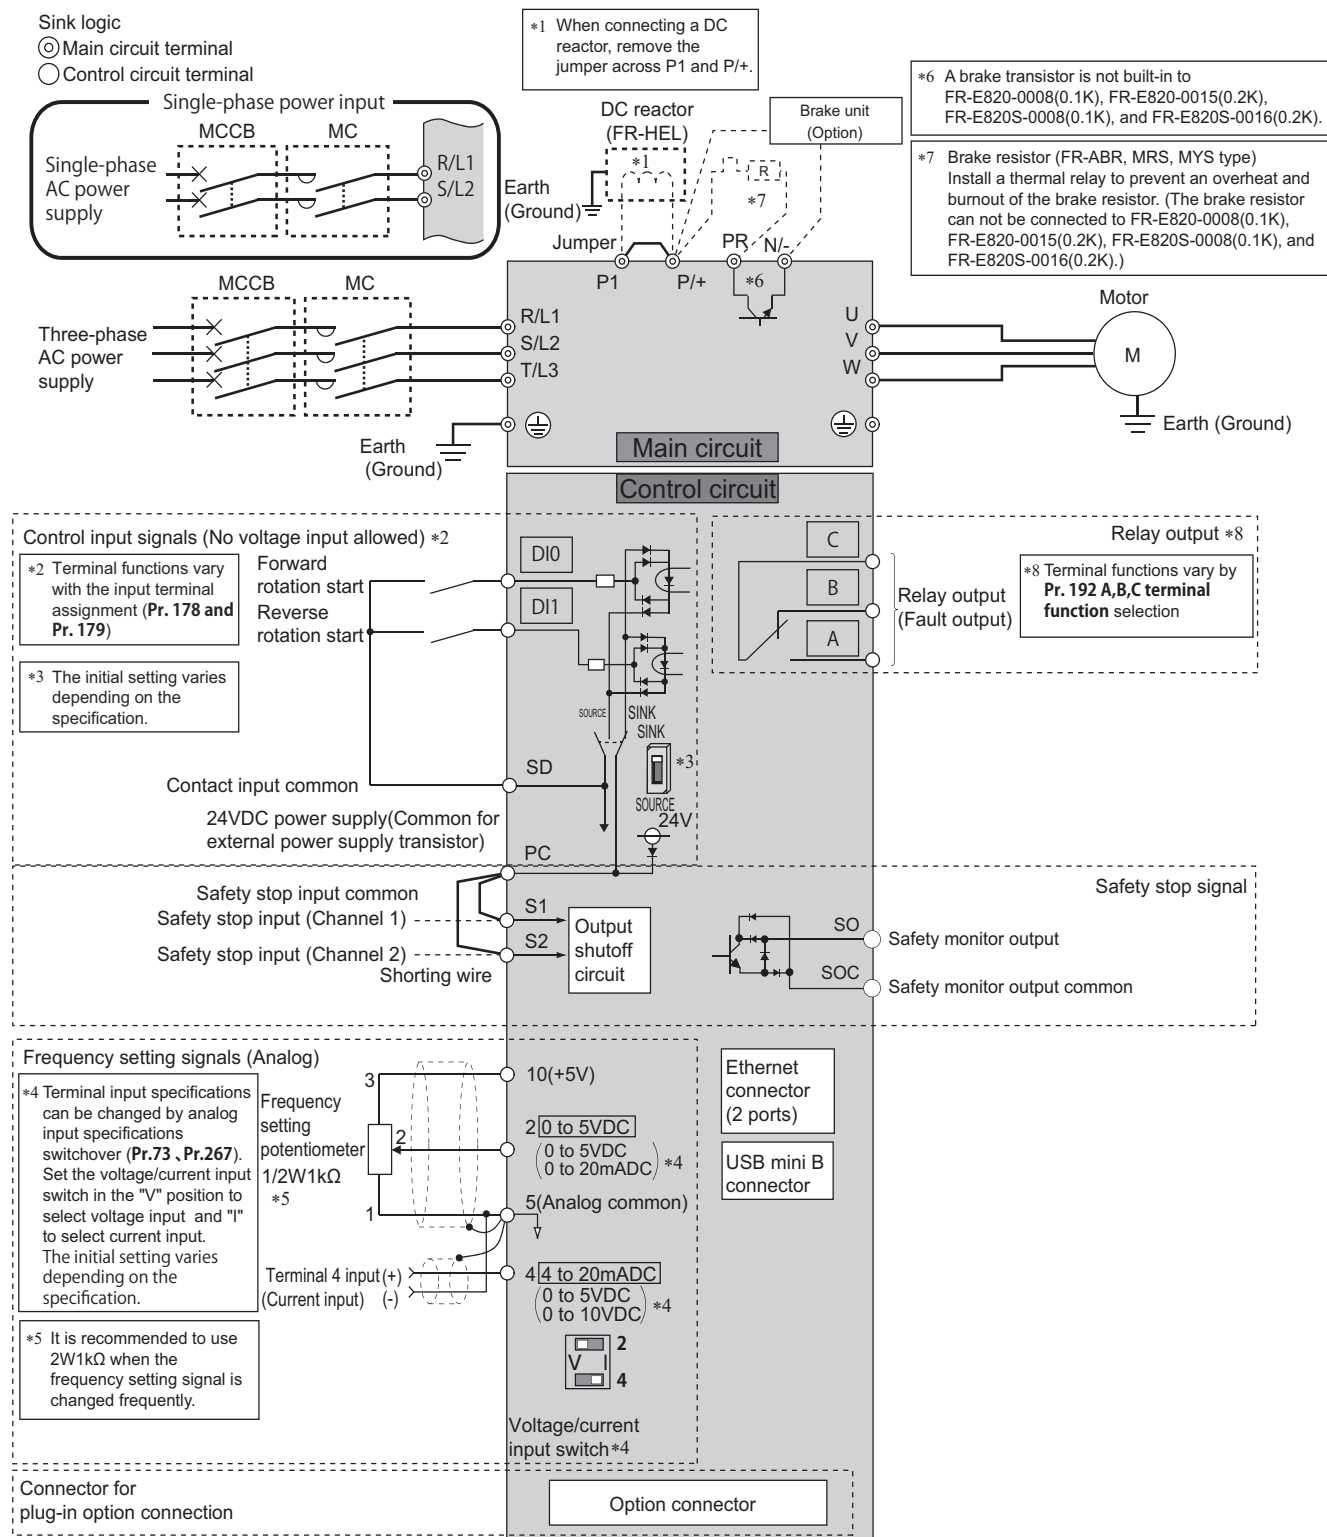 Sink logic
Main circuit terminal
Control circuit terminal
Single-phase power input
MCCB
MC
Single-phase
AC power
supply
R/L1
S/L2
*1 When connecting a DC
reactor, remove the
jumper across P1 and P/+.
DC reactor
(FR-HEL)
*1
Brake unit
(Option)
R
*7
Earth
(Ground)
Jumper
PR
N/-
P1
P/+
*6
*6 A brake transistor is not built-in to
FR-E820-0008(0.1K), FR-E820-0015(0.2K),
FR-E820S-0008(0.1K), and FR-E820S-0016(0.2K).
*7 Brake resistor (FR-ABR, MRS, MYS type)
Install a thermal relay to prevent an overheat and
burnout of the brake resistor. (The brake resistor
can not be connected to FR-E820-0008(0.1K),
FR-E820-0015(0.2K), FR-E820S-0008(0.1K), and
FR-E820S-0016(0.2K).)
MCCB
MC
Three-phase
AC power
supply
R/L1
S/L2
T/L3
U
V
W
Motor
M
Earth (Ground)
Earth
(Ground)
Main circuit
Control circuit
Control input signals (No voltage input allowed) *2
*2 Terminal functions vary
with the input terminal
assignment (Pr. 178 and
Pr. 179)
Forward
rotation start
Reverse
rotation start
DI0
DI1
*3 The initial setting varies
depending on the
specification.
SOURCE
SINK
SINK
*3
SOURCE
Contact input common
SD
24VDC power supply(Common for
external power supply transistor)
24V
PC
C
B
A
Relay output
(Fault output)
Relay output *8
*8 Terminal functions vary by
Pr. 192 A,B,C terminal
function selection
Safety stop input common
Safety stop input (Channel 1)
Safety stop input (Channel 2)
Shorting wire
S1
S2
Output
shutoff
circuit
Safety stop signal
SO
Safety monitor output
SOC
Safety monitor output common
Frequency setting signals (Analog)
*4 Terminal input specifications
can be changed by analog
input specifications
switchover (Pr.73 、Pr.267).
Set the voltage/current input
switch in the "V" position to
select voltage input and "I"
to select current input.
The initial setting varies
depending on the
specification.
*5 It is recommended to use
2W1kΩ when the
frequency setting signal is
changed frequently.
Frequency
setting
potentiometer
1/2W1kΩ
*5
3
2
1
10(+5V)
2 0 to 5VDC
(0 to 5VDC
0 to 20mADC) *4
5(Analog common)
Terminal 4 input (+)
(Current input) (-)
4 4 to 20mADC
(0 to 5VDC
0 to 10VDC) *4
2
V I
4
Voltage/current
input switch*4
Ethernet
connector
(2 ports)
USB mini B
connector
Connector for
plug-in option connection
Option connector